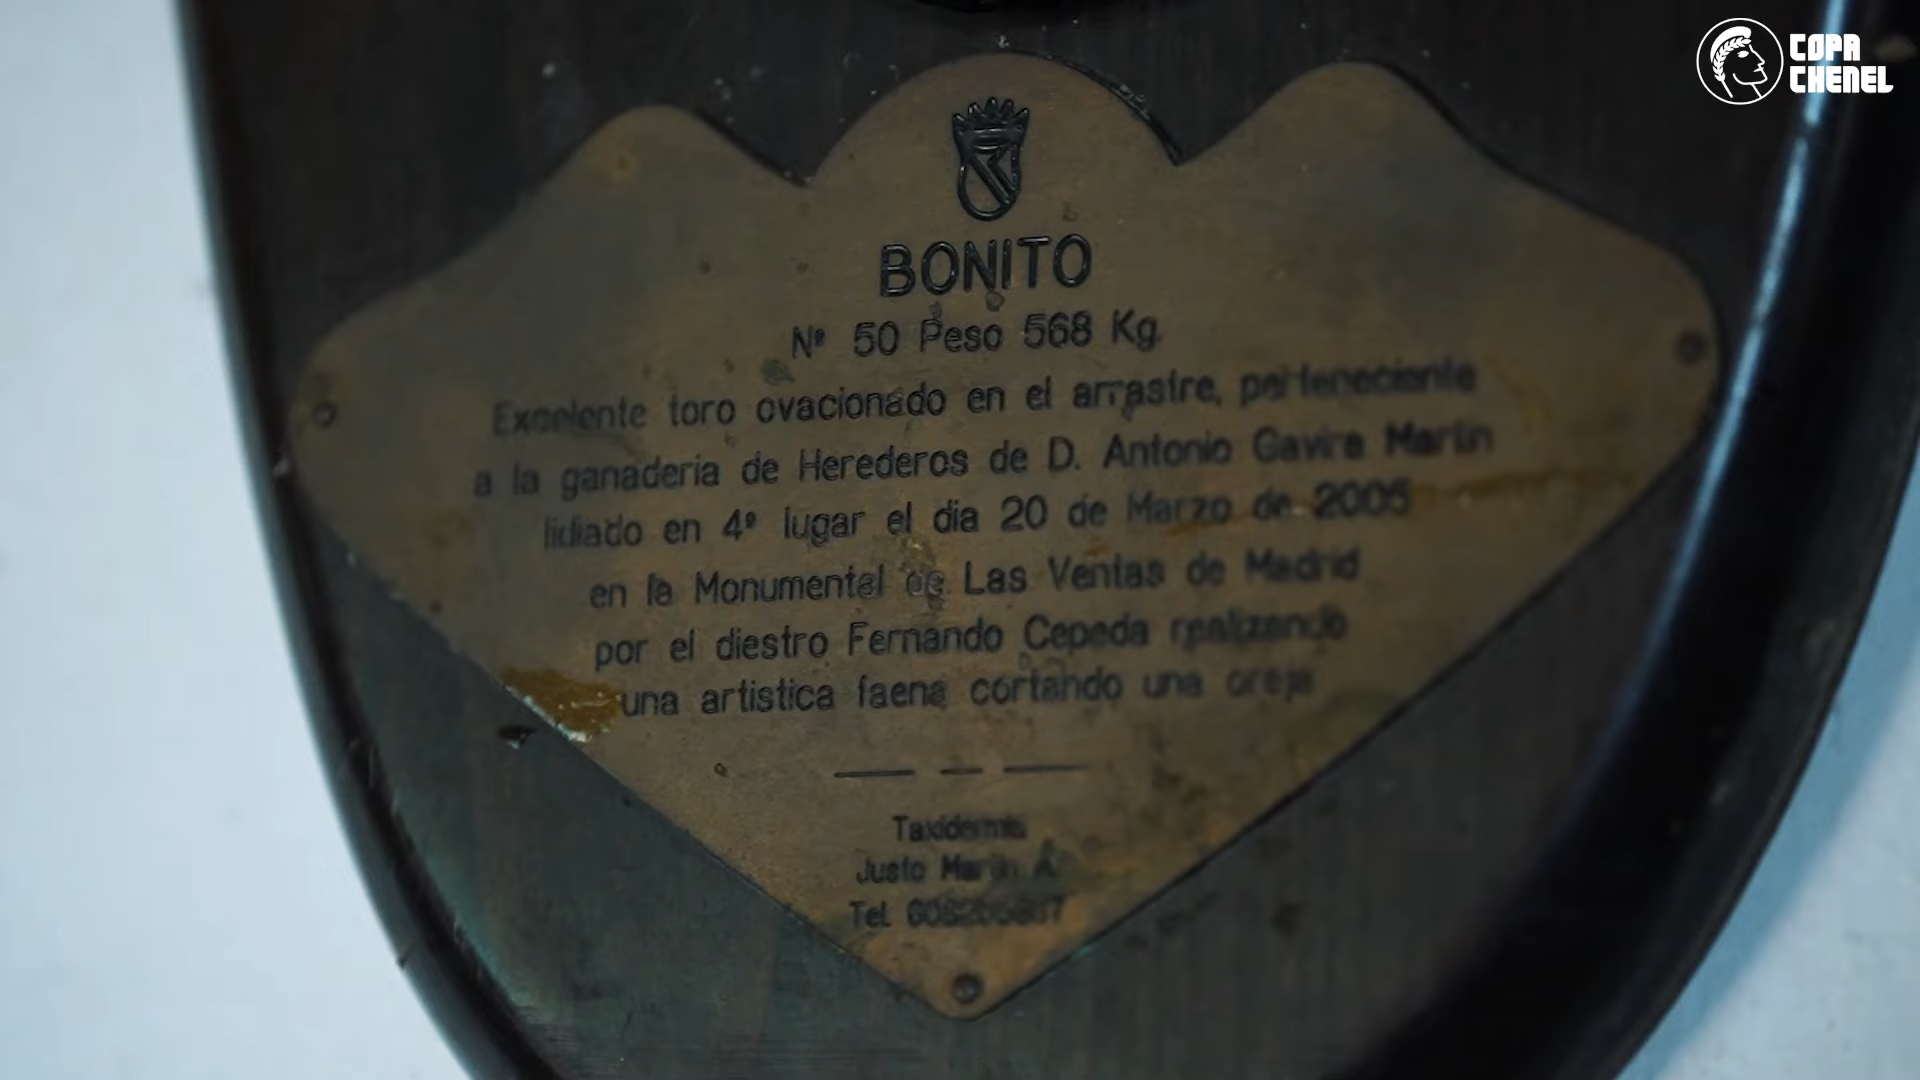 COPA
CHENEL
BONITO
Nº 50 Peso 568 Kg.
Excelente toro ovacionado en el arrastre, perteneciente
a la ganaderia de Herederos de D. Antonio Gavira Martin
lidiado en 4º lugar el dia 20 de Marzo de 2005
en la Monumental de Las Ventas de Madrid
por el diestro Fernando Cepeda realizando
una artistica faena cortando una oreja
Taxidermia
Justo Martin A.
Tel.